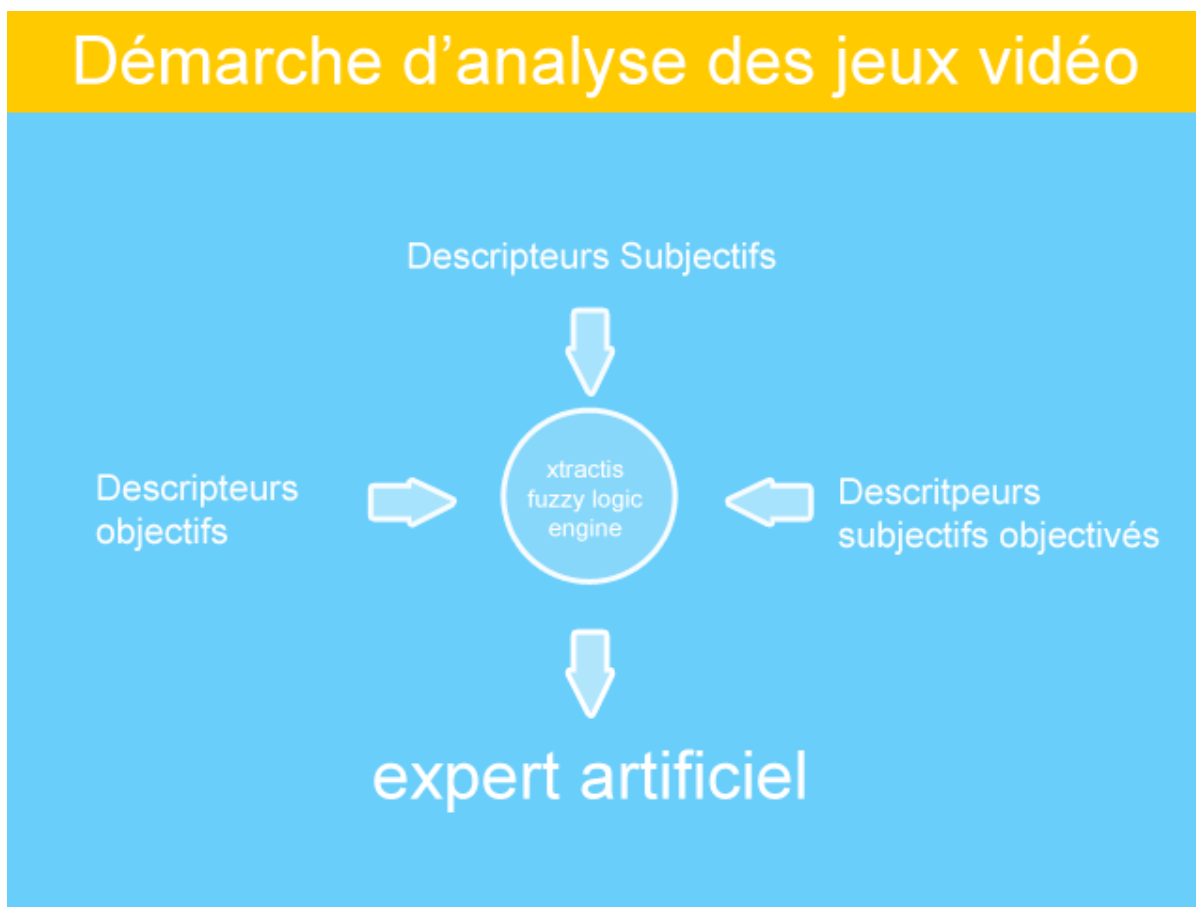 Démarche d’analyse des jeux vidéo
Descripteurs Subjectifs
Descripteurs
objectifs
xtractis
fuzzy logic
engine
Descritpeurs
subjectifs objectivés
expert artificiel